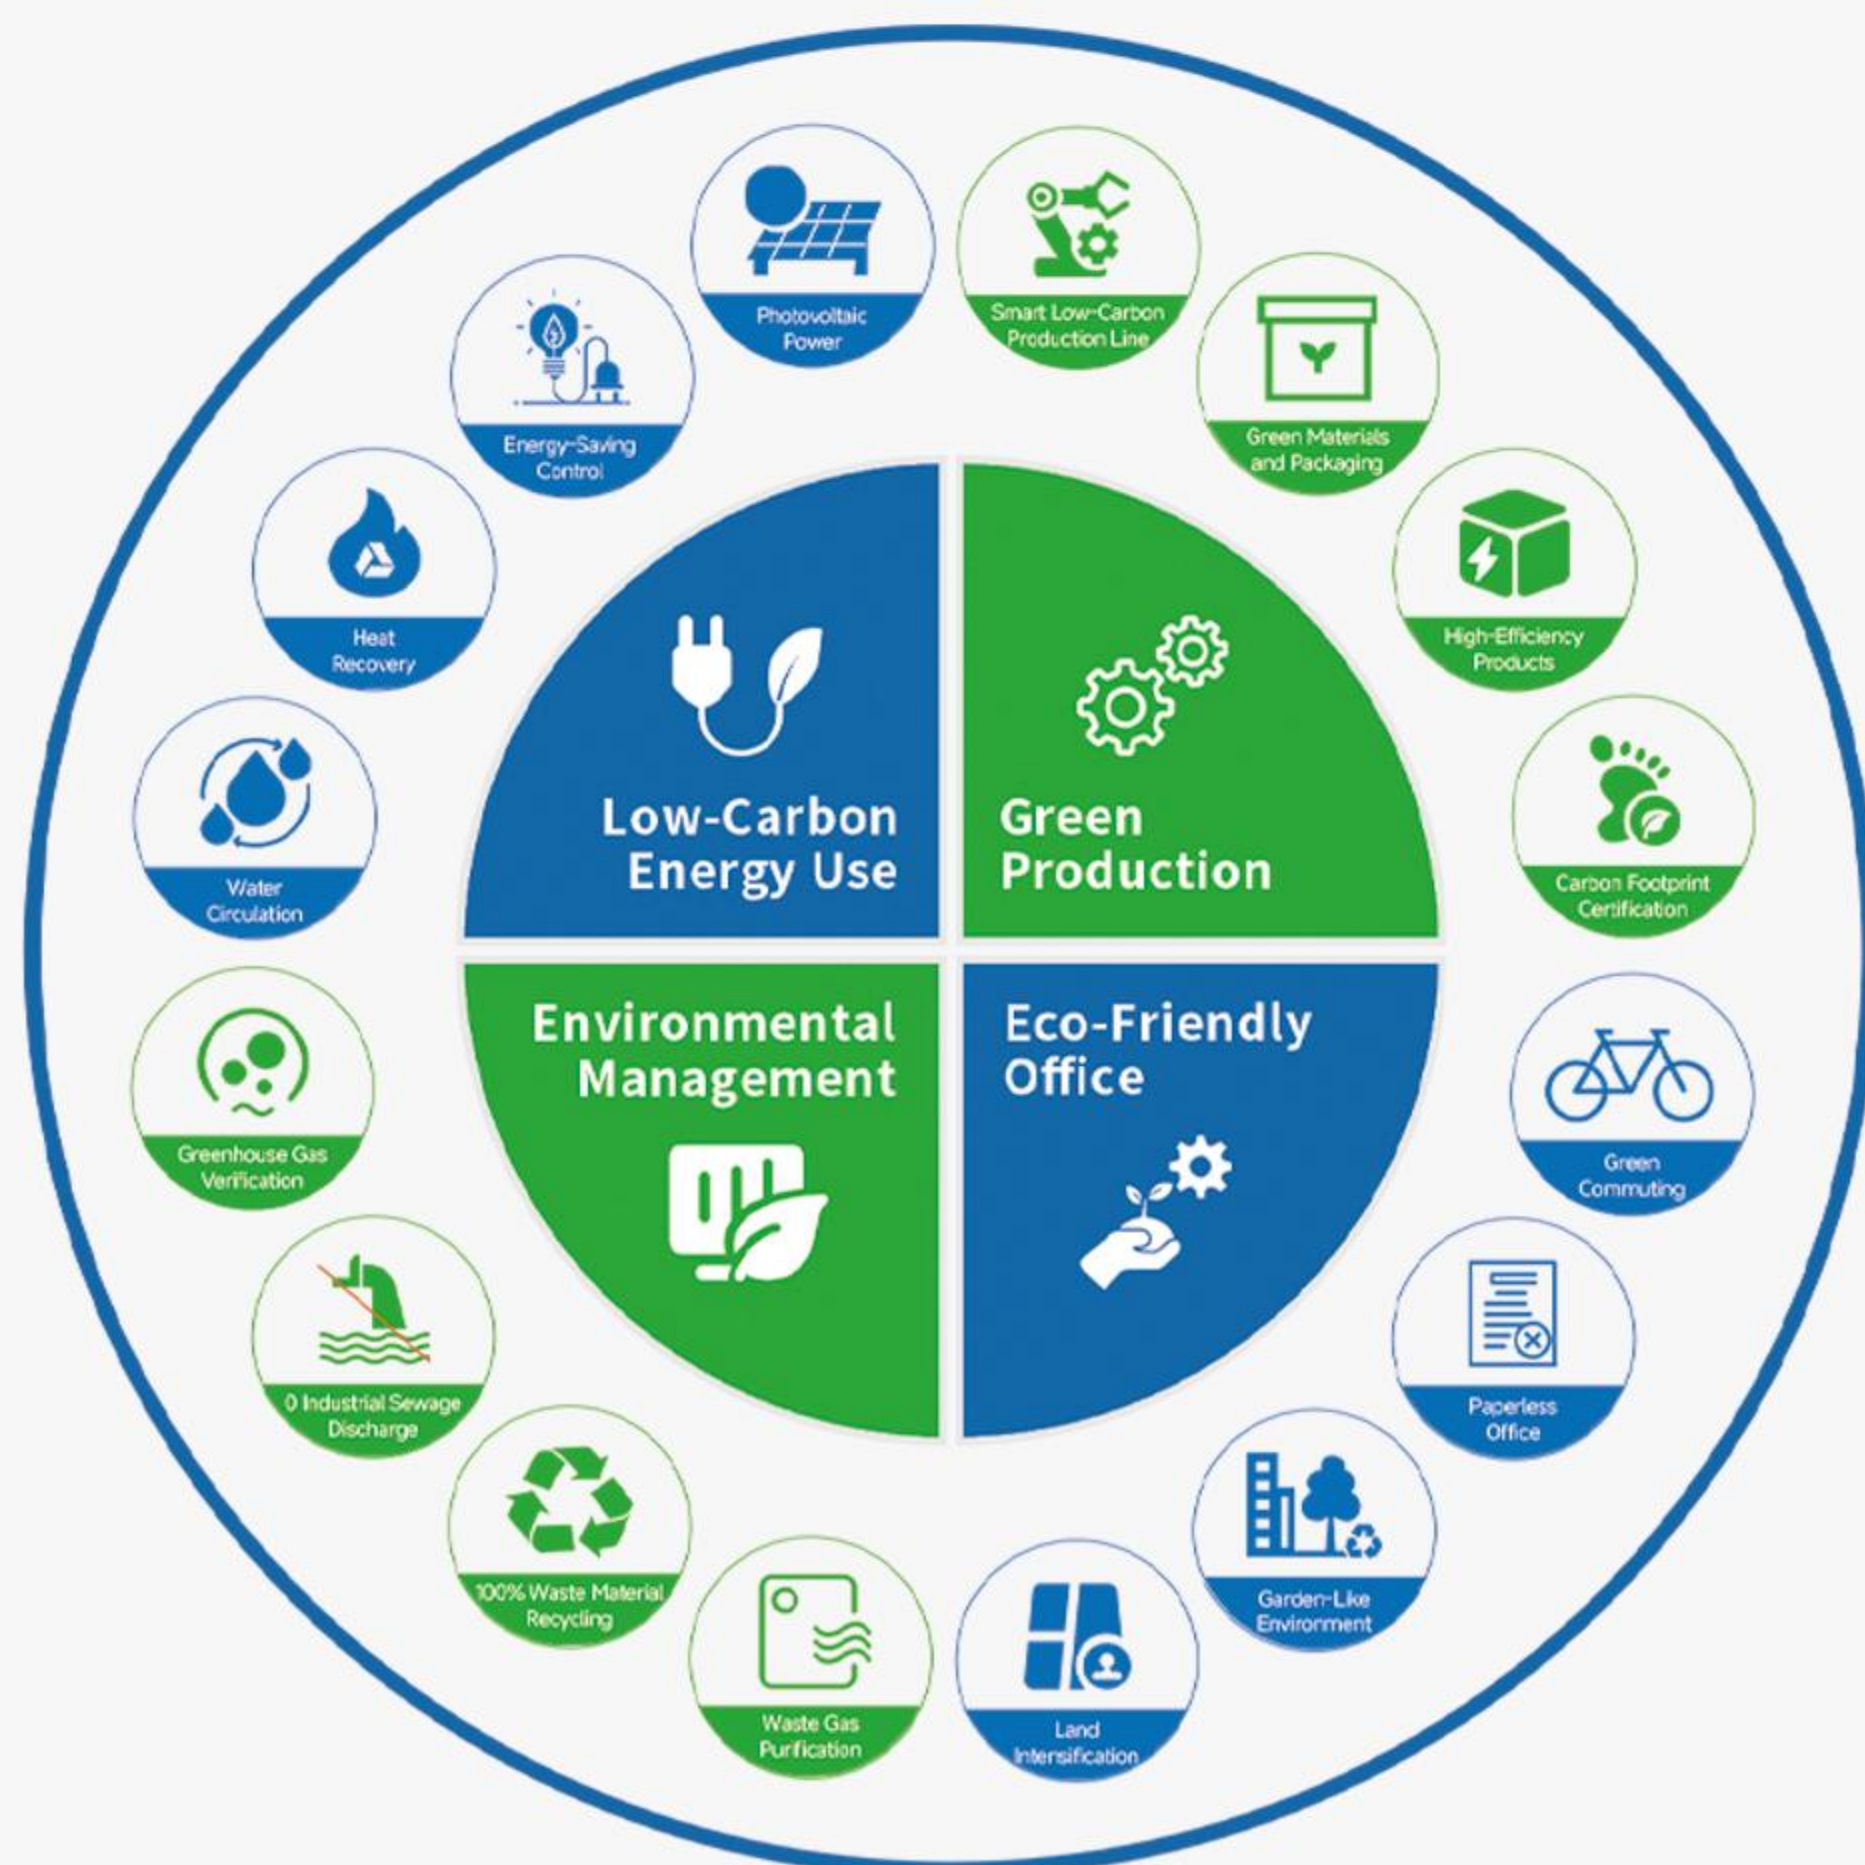 Photovoltaic
Power
Smart Low-Carbon
Production Line
Green Materials
and Packaging
High-Efficiency
Products
Carbon Footprint
Certification
Green
Commuting
Paperless
Office
Garden-Like
Environment
Land
Intensification
Waste Gas
Purification
100% Waste Material
Recycling
0 Industrial Sewage
Discharge
Greenhouse Gas
Verification
Water
Circulation
Heat
Recovery
Energy-Saving
Control
Low-Carbon
Energy Use
Green
Production
Environmental
Management
Eco-Friendly
Office